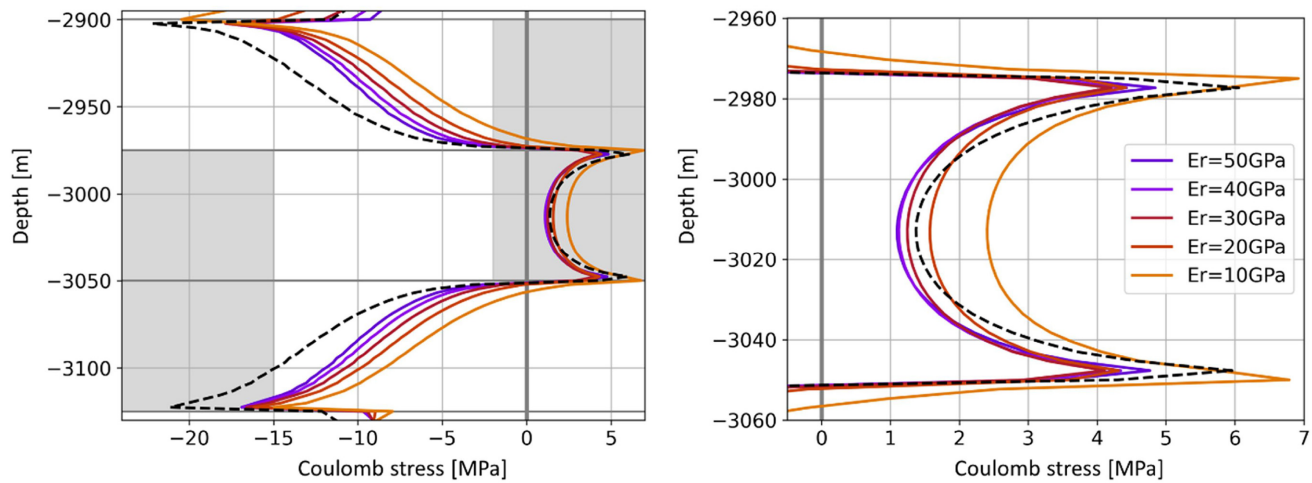 −2900
−2950
−3000
−3050
−3100
Depth [m]
−20
−15
−10
−5
0
5
Coulomb stress [MPa]
−2960
−2980
−3000
−3020
−3040
−3060
Depth [m]
0
1
2
3
4
5
6
7
Coulomb stress [MPa]
Er=50GPa
Er=40GPa
Er=30GPa
Er=20GPa
Er=10GPa